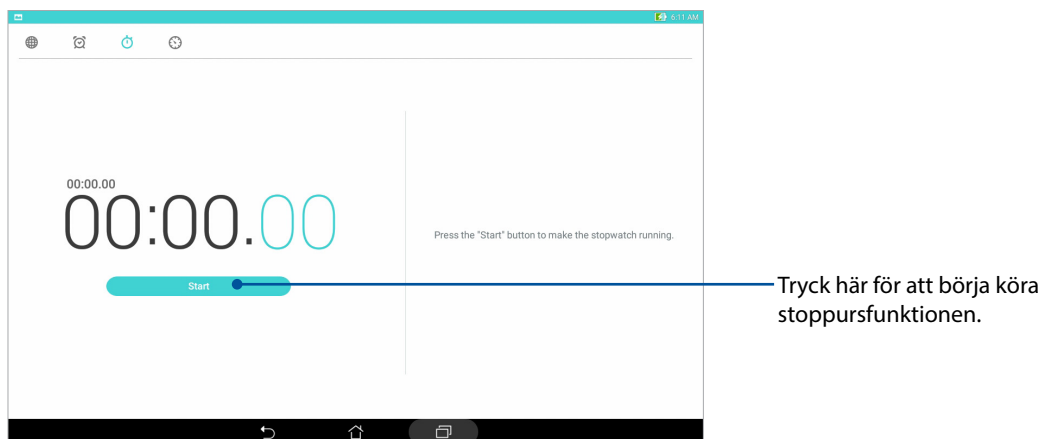 6:11 AM
00:00.00
00:00.00
Press the "Start" button to make the stopwatch running.
Start
Tryck här för att börja köra
stoppursfunktionen.